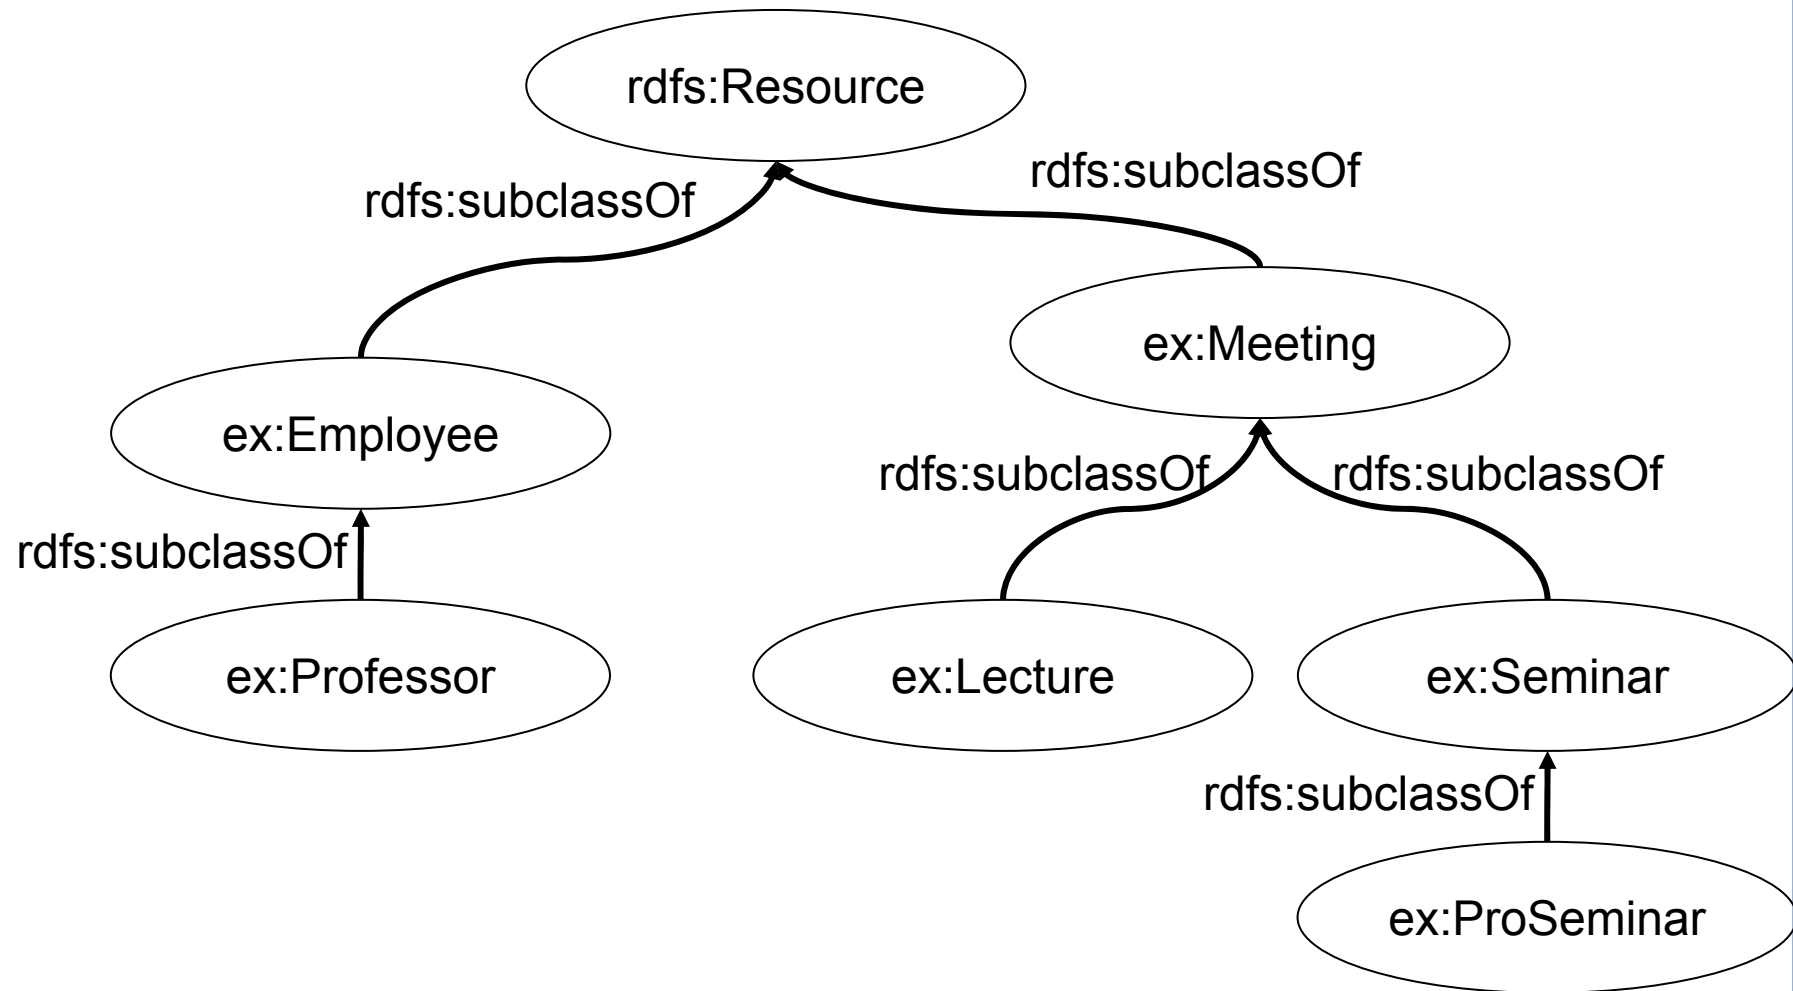 rdfs:Resource
rdfs:subclassOf
rdfs:subclassOf
ex:Meeting
ex:Employee
rdfs:subclassOf
rdfs:subclassOf
rdfs:subclassOf
ex:Professor
ex:Lecture
ex:Seminar
rdfs:subclassOf
ex:ProSeminar